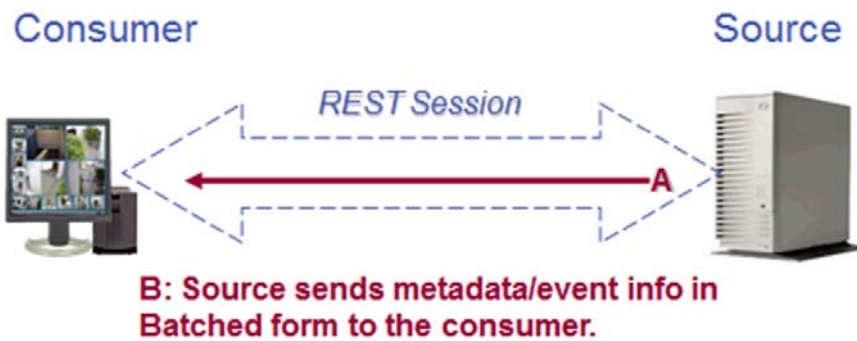 Consumer
Source
REST Session
A
B: Source sends metadata/event info in
Batched form to the consumer.